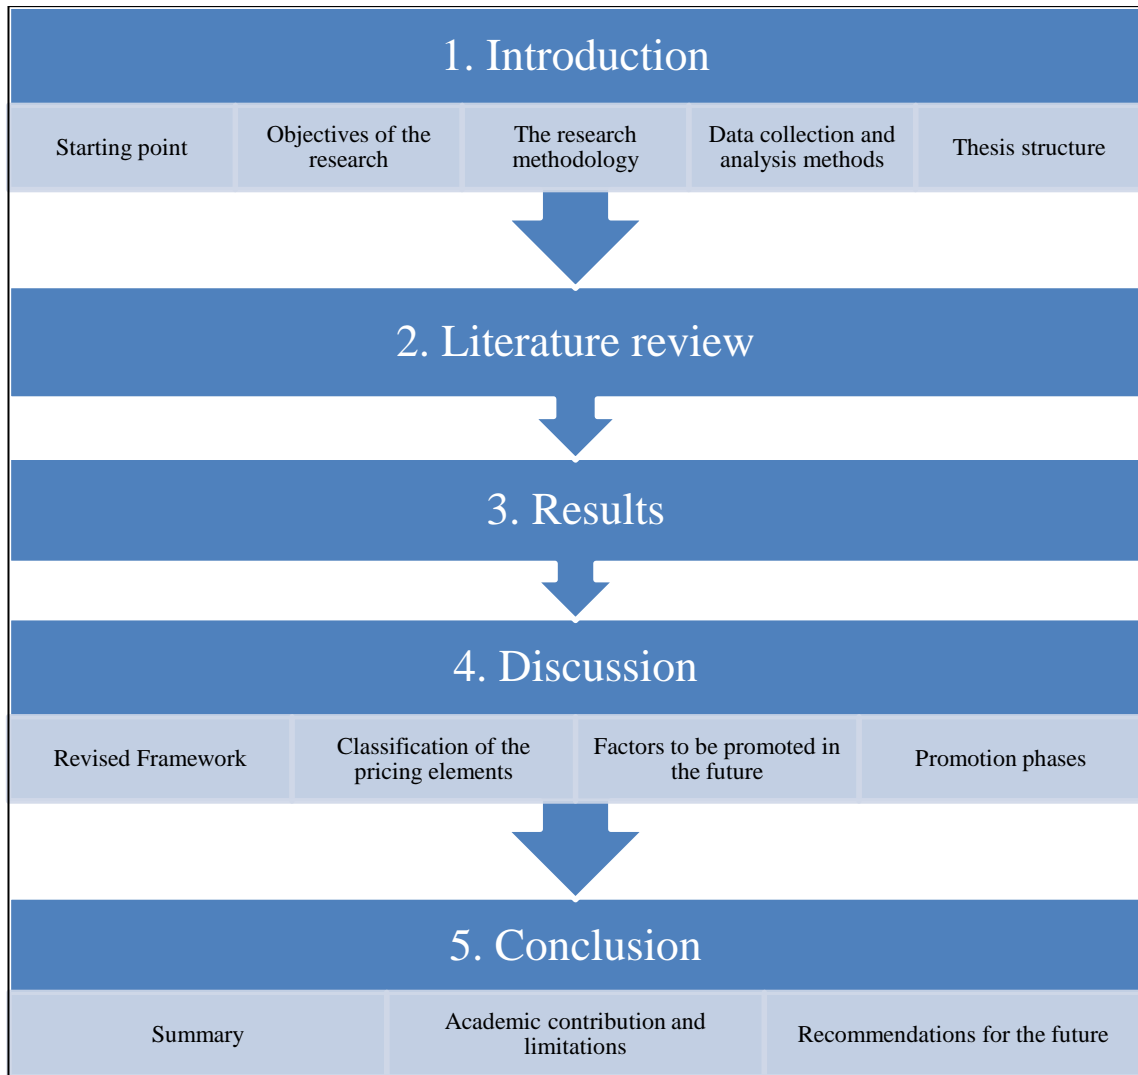 1. Introduction
Starting point
Objectives of the
research
The research
methodology
Data collection and
analysis methods
Thesis structure
2. Literature review
3. Results
4. Discussion
Revised Framework
Classification of the
pricing elements
Factors to be promoted in
the future
Promotion phases
5. Conclusion
Summary
Academic contribution and
limitations
Recommendations for the future